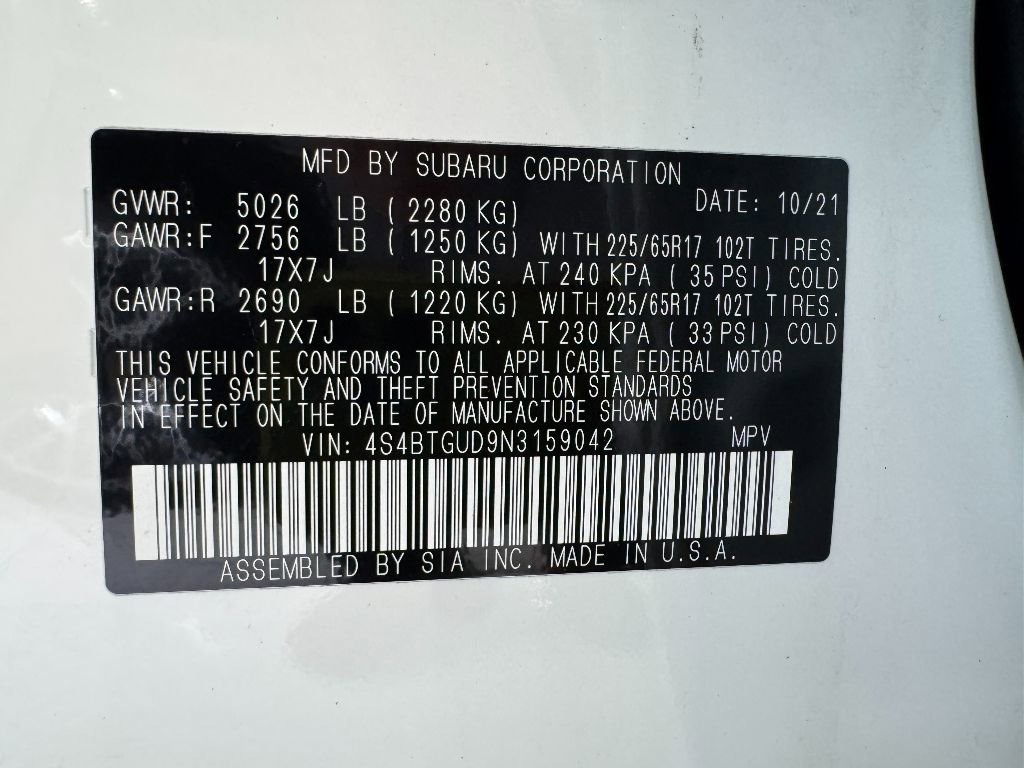 MFD BY SUBARU CORPORATION
GVWR: 5026 LB ( 2280 KG) DATE: 10/21
GAWR:F 2756 LB ( 1250 KG) WITH 225/65R17 102T TIRES.
17X7J RIMS. AT 240 KPA ( 35 PSI) COLD
GAWR:R 2690 LB ( 1220 KG) WITH 225/65R17 102T TIRES.
17X7J RIMS. AT 230 KPA ( 33 PSI) COLD
THIS VEHICLE CONFORMS TO ALL APPLICABLE FEDERAL MOTOR
VEHICLE SAFETY AND THEFT PREVENTION STANDARDS
IN EFFECT ON THE DATE OF MANUFACTURE SHOWN ABOVE.
VIN: 4S4BTGUD9N3159042 MPV
ASSEMBLED BY SIA INC. MADE IN U.S.A.